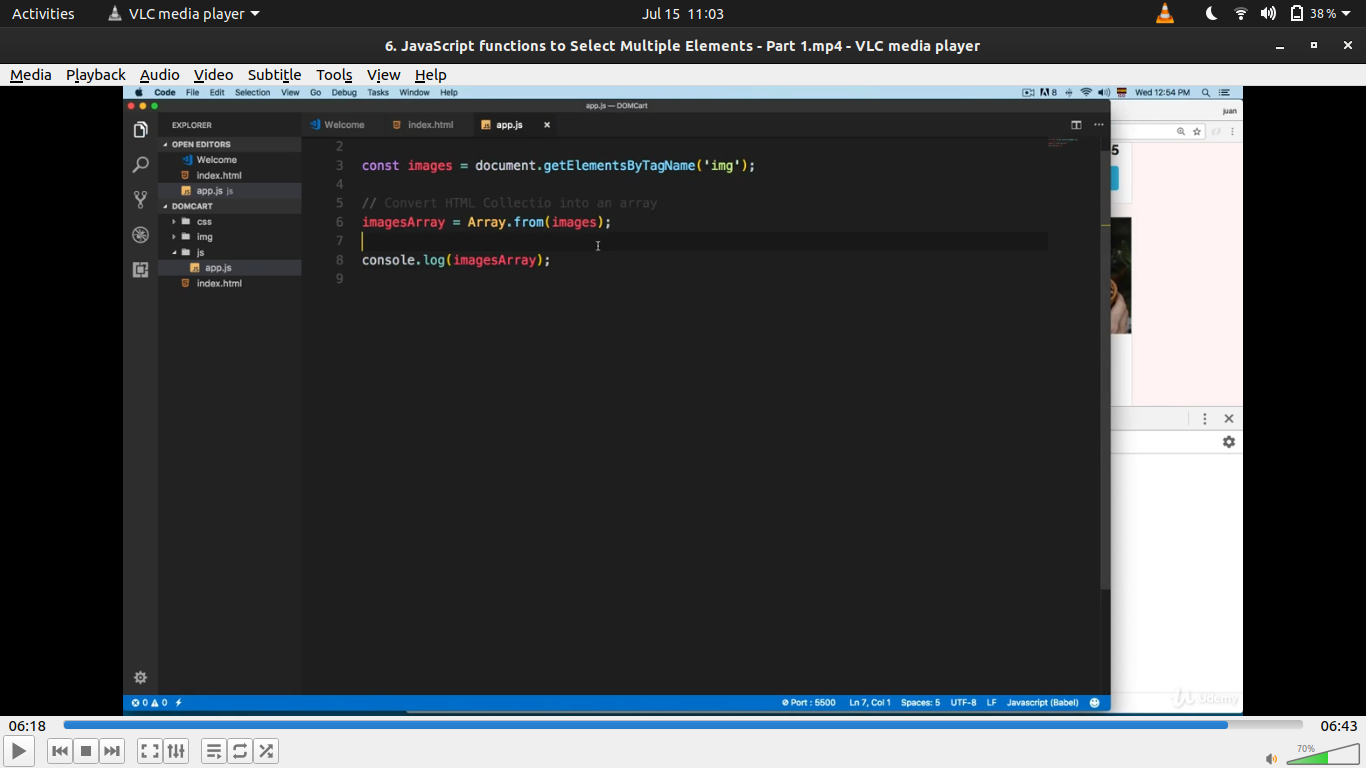 Activities VLC media player Jul 15 11:03 38%
6. JavaScript functions to Select Multiple Elements - Part 1.mp4 - VLC media player
Media Playback Audio Video Subtitle Tools View Help
Code File Edit Selection View Go Debug Tasks Window Help 8 Wed 12:54 PM
app.js — DOMCart
juan
EXPLORER
Welcome index.html app.js
OPEN EDITORS
Welcome
index.html
app.js js
DOMCART
css
img
js
app.js
index.html
5
2
3 const images = document.getElementsByTagName('img');
4
5 // Convert HTML Collectio into an array
6 imagesArray = Array.from(images);
7
8 console.log(imagesArray);
9
Udemy
0 0 Port : 5500 Ln 7, Col 1 Spaces: 5 UTF-8 LF Javascript (Babel)
06:18 06:43
70%